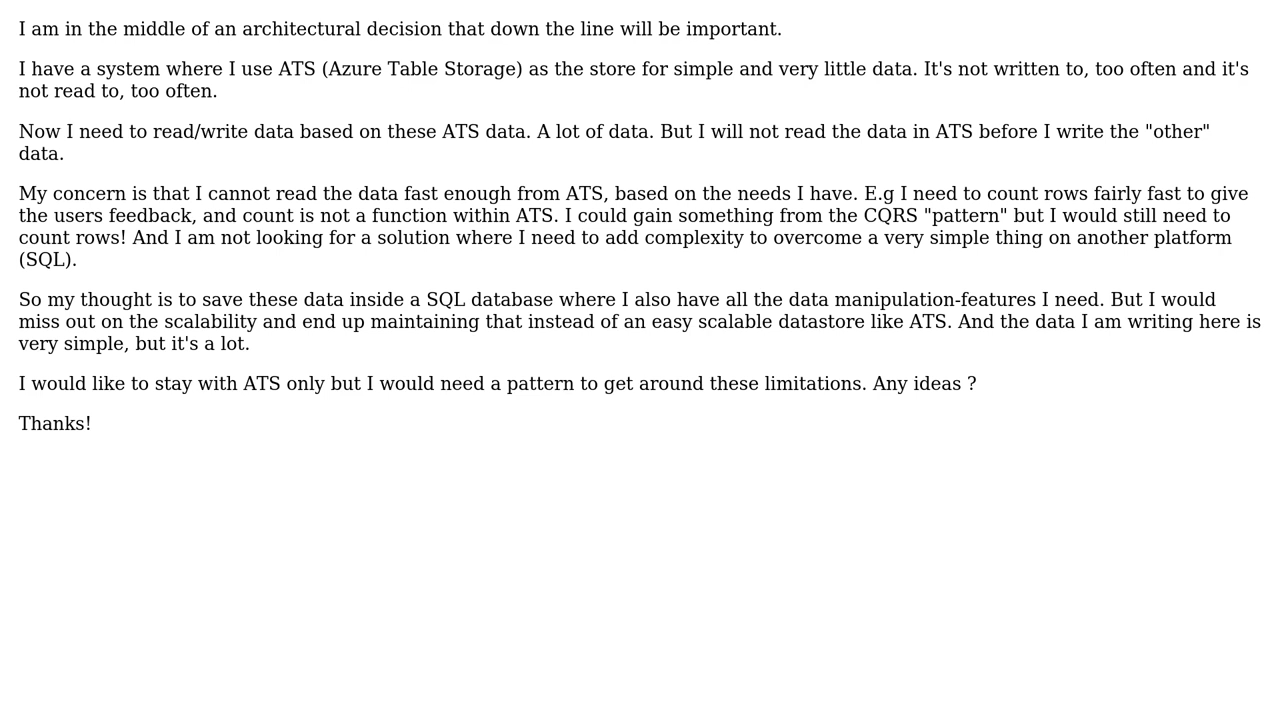 I am in the middle of an architectural decision that down the line will be important.
I have a system where I use ATS (Azure Table Storage) as the store for simple and very little data. It's not written to, too often and it's
not read to, too often.
Now I need to read/write data based on these ATS data. A lot of data. But I will not read the data in ATS before I write the "other"
data.
My concern is that I cannot read the data fast enough from ATS, based on the needs I have. E.g I need to count rows fairly fast to give
the users feedback, and count is not a function within ATS. I could gain something from the CQRS "pattern" but I would still need to
count rows! And I am not looking for a solution where I need to add complexity to overcome a very simple thing on another platform
(SQL).
So my thought is to save these data inside a SQL database where I also have all the data manipulation-features I need. But I would
miss out on the scalability and end up maintaining that instead of an easy scalable datastore like ATS. And the data I am writing here is
very simple, but it's a lot.
I would like to stay with ATS only but I would need a pattern to get around these limitations. Any ideas ?
Thanks!